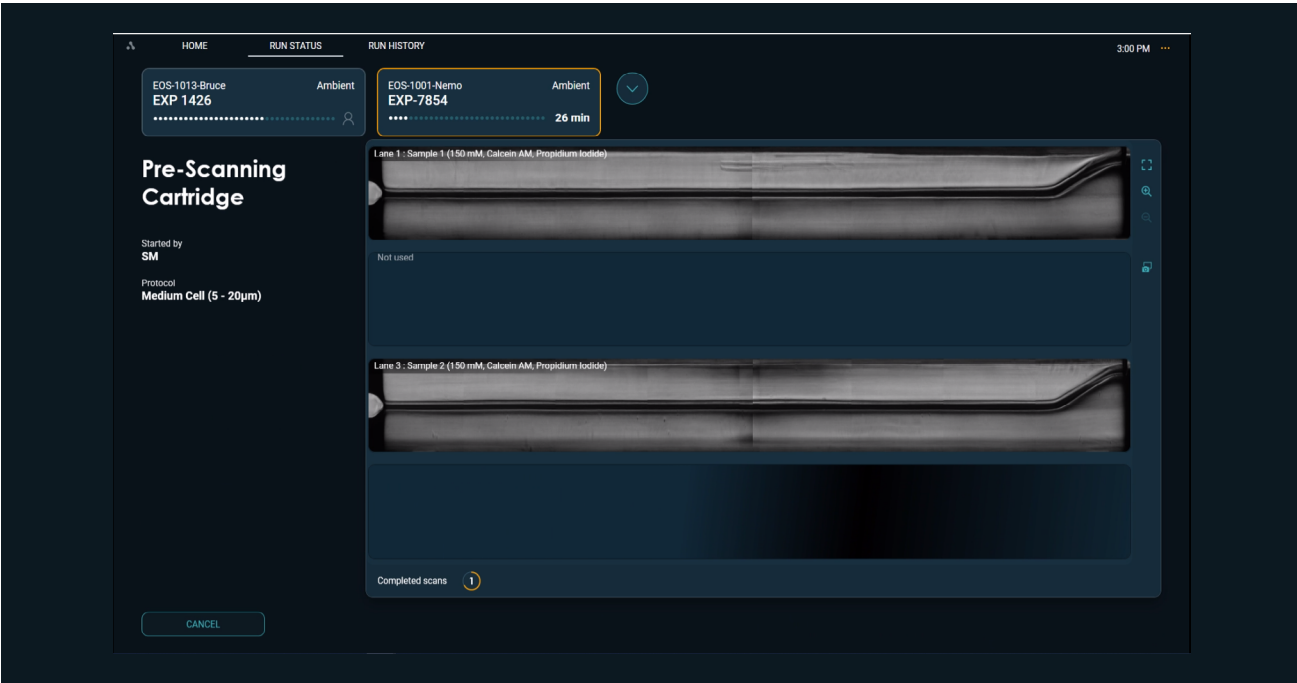 HOME RUN STATUS RUN HISTORY 3:00 PM ...
EOS-1013-Bruce Ambient
EXP 1426
EOS-1001-Nemo Ambient
EXP-7854
26 min
Pre-Scanning
Cartridge
Started by
SM
Protocol
Medium Cell (5 - 20μm)
Lane 1 : Sample 1 (150 mM, Calcein AM, Propidium Iodide)
Not used
Lane 3 : Sample 2 (150 mM, Calcein AM, Propidium Iodide)
Completed scans 1
CANCEL